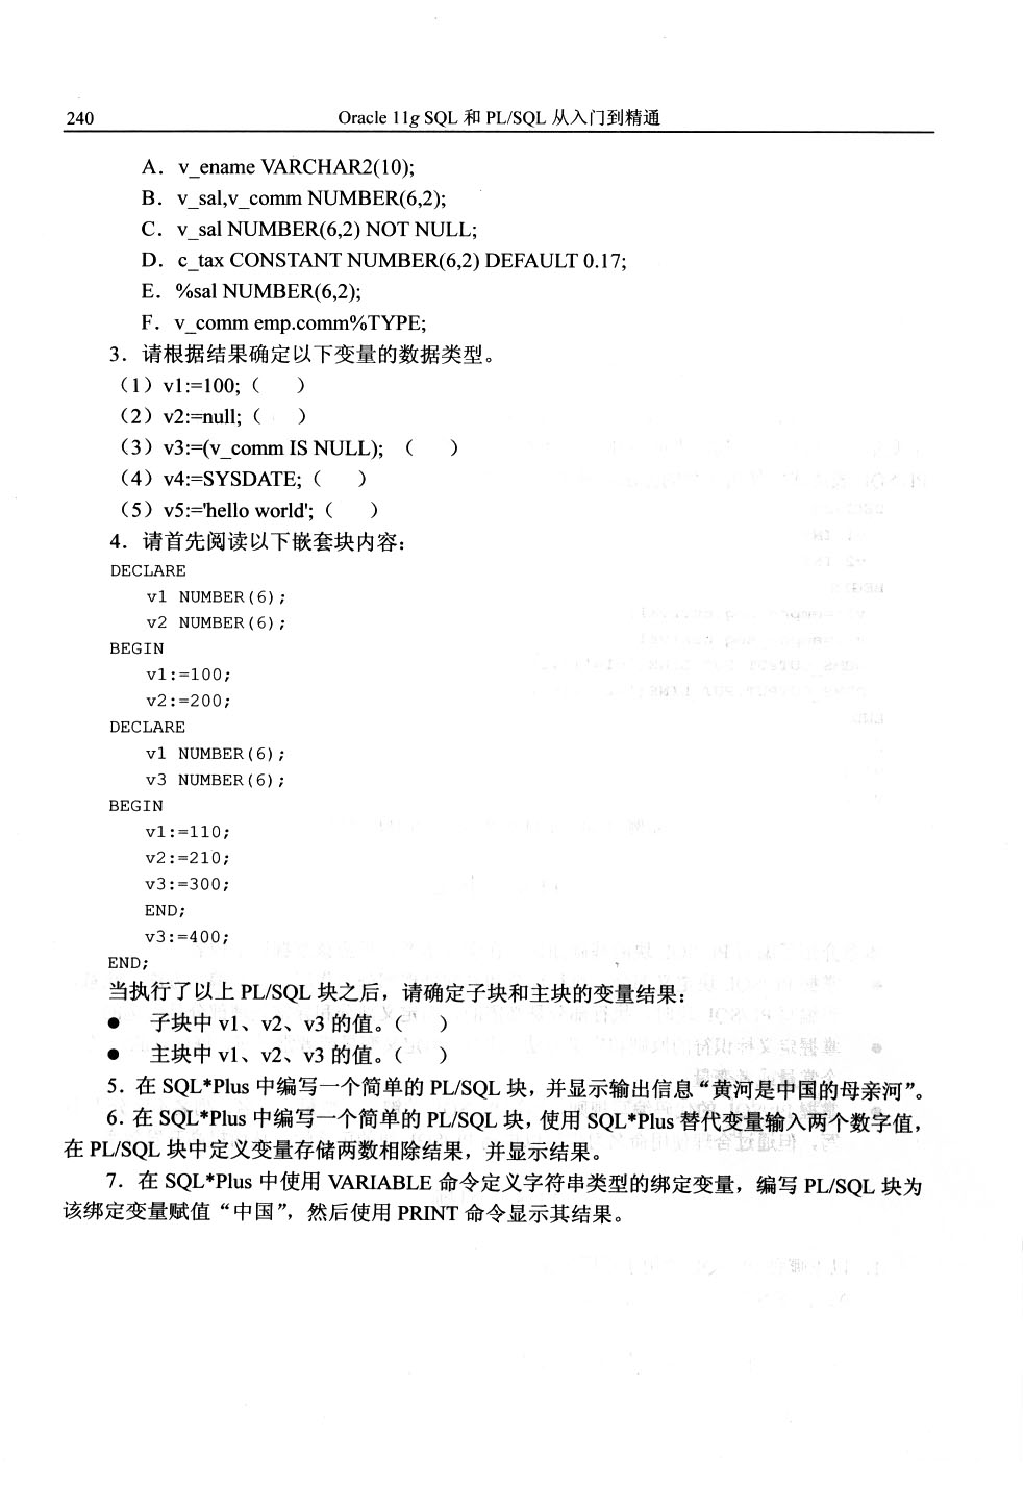 240
Oracle 11g SQL 和 PL/SQL 从入门到精通
A．v_ename VARCHAR2(10);
B．v_sal,v_comm NUMBER(6,2);
C．v_sal NUMBER(6,2) NOT NULL;
D．c_tax CONSTANT NUMBER(6,2) DEFAULT 0.17;
E．%sal NUMBER(6,2);
F．v_comm emp.comm%TYPE;
3．请根据结果确定以下变量的数据类型。
（1）v1:=100;（　　）
（2）v2:=null;（　　）
（3）v3:=(v_comm IS NULL);（　　）
（4）v4:=SYSDATE;（　　）
（5）v5:='hello world';（　　）
4．请首先阅读以下嵌套块内容：
DECLARE
v1 NUMBER(6);
v2 NUMBER(6);
BEGIN
v1:=100;
v2:=200;
DECLARE
v1 NUMBER(6);
v3 NUMBER(6);
BEGIN
v1:=110;
v2:=210;
v3:=300;
END;
v3:=400;
END;
当执行了以上 PL/SQL 块之后，请确定子块和主块的变量结果：
● 子块中 v1、v2、v3 的值。（　　）
● 主块中 v1、v2、v3 的值。（　　）
5．在 SQL*Plus 中编写一个简单的 PL/SQL 块，并显示输出信息“黄河是中国的母亲河”。
6．在 SQL*Plus 中编写一个简单的 PL/SQL 块，使用 SQL*Plus 替代变量输入两个数字值，
在 PL/SQL 块中定义变量存储两数相除结果，并显示结果。
7．在 SQL*Plus 中使用 VARIABLE 命令定义字符串类型的绑定变量，编写 PL/SQL 块为
该绑定变量赋值“中国”，然后使用 PRINT 命令显示其结果。